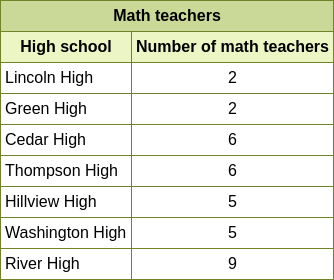 Math teachers
High school Number of math teachers
Lincoln High 2
Green High 2
Cedar High 6
Thompson High 6
Hillview High 5
Washington High 5
River High 9